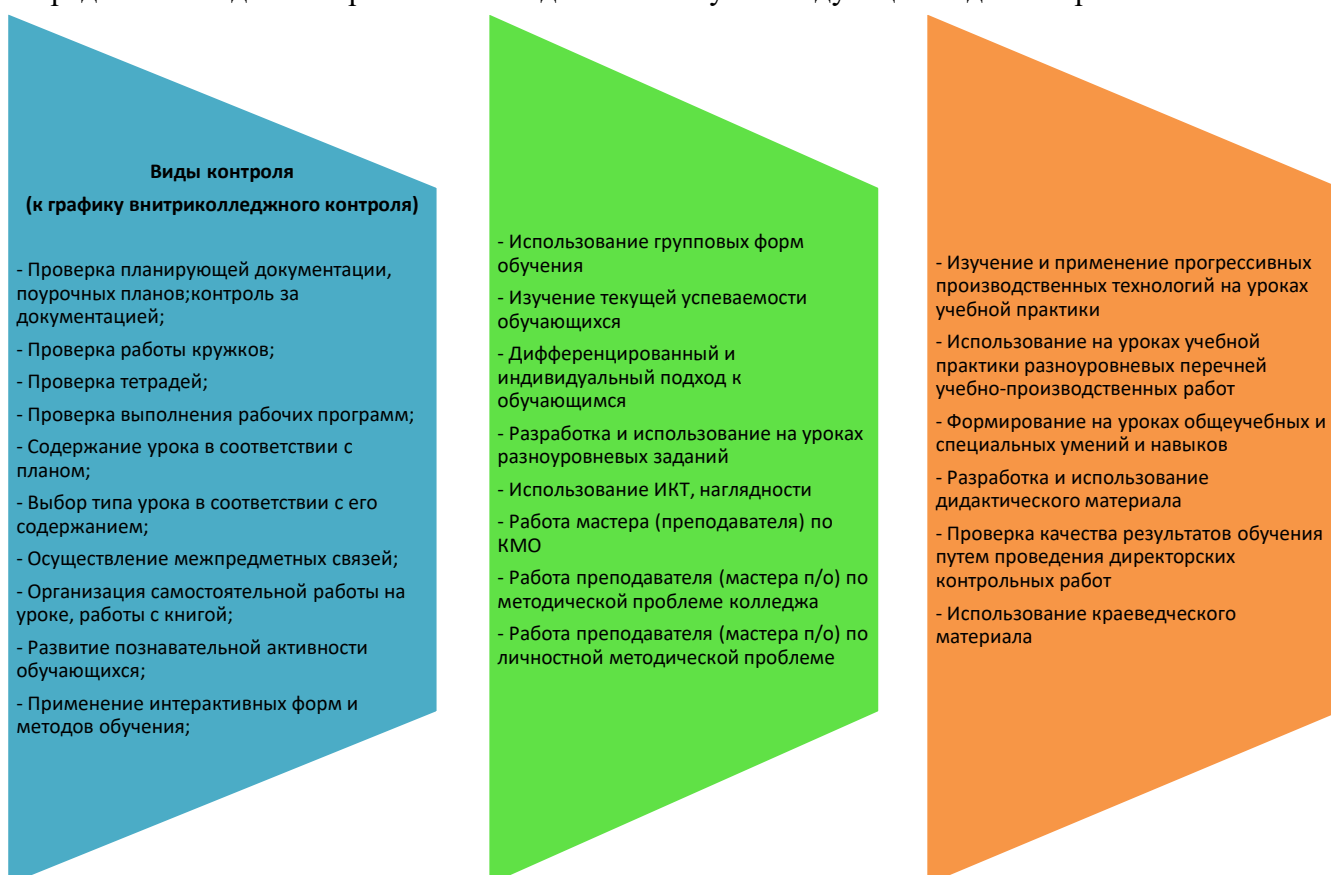 Виды контроля
(к графику внитриколледжного контроля)
- Проверка планирующей документации,
поурочных планов;контроль за
документацией;
- Проверка работы кружков;
- Проверка тетрадей;
- Проверка выполнения рабочих программ;
- Содержание урока в соответствии с
планом;
- Выбор типа урока в соответствии с его
содержанием;
- Осуществление межпредметных связей;
- Организация самостоятельной работы на
уроке, работы с книгой;
- Развитие познавательной активности
обучающихся;
- Применение интерактивных форм и
методов обучения;
- Использование групповых форм
обучения
- Изучение текущей успеваемости
обучающихся
- Дифференцированный и
индивидуальный подход к
обучающимся
- Разработка и использование на уроках
разноуровневых заданий
- Использование ИКТ, наглядности
- Работа мастера (преподавателя) по
КМО
- Работа преподавателя (мастера п/о) по
методической проблеме колледжа
- Работа преподавателя (мастера п/о) по
личностной методической проблеме
- Изучение и применение прогрессивных
производственных технологий на уроках
учебной практики
- Использование на уроках учебной
практики разноуровневых перечней
учебно-производственных работ
- Формирование на уроках общеучебных и
специальных умений и навыков
- Разработка и использование
дидактического материала
- Проверка качества результатов обучения
путем проведения директорских
контрольных работ
- Использование краеведческого
материала